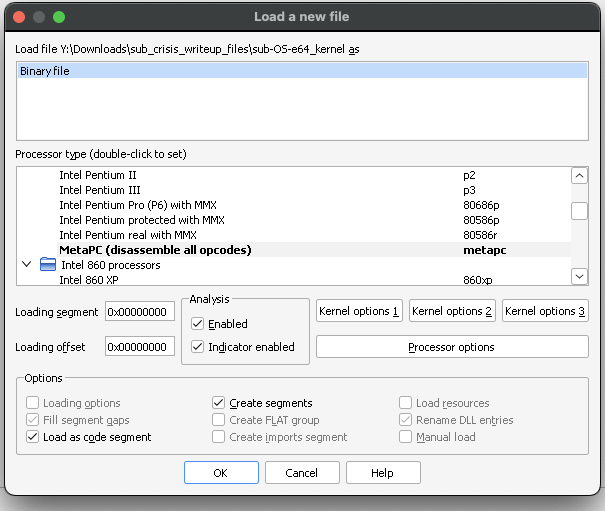 Load a new file
Load file Y:\Downloads\sub_crisis_writeup_files\sub-OS-e64_kernel as
Binary file
Processor type (double-click to set)
Intel Pentium II p2
Intel Pentium III p3
Intel Pentium Pro (P6) with MMX 80686p
Intel Pentium protected with MMX 80586p
Intel Pentium real with MMX 80586r
MetaPC (disassemble all opcodes) metapc
Intel 860 processors
Intel 860 XP 860xp
Loading segment 0x00000000
Loading offset 0x00000000
Analysis
Enabled
Indicator enabled
Kernel options 1 Kernel options 2 Kernel options 3
Processor options
Options
Loading options Create segments Load resources
Fill segment gaps Create FLAT group Rename DLL entries
Load as code segment Create imports segment Manual load
OK Cancel Help